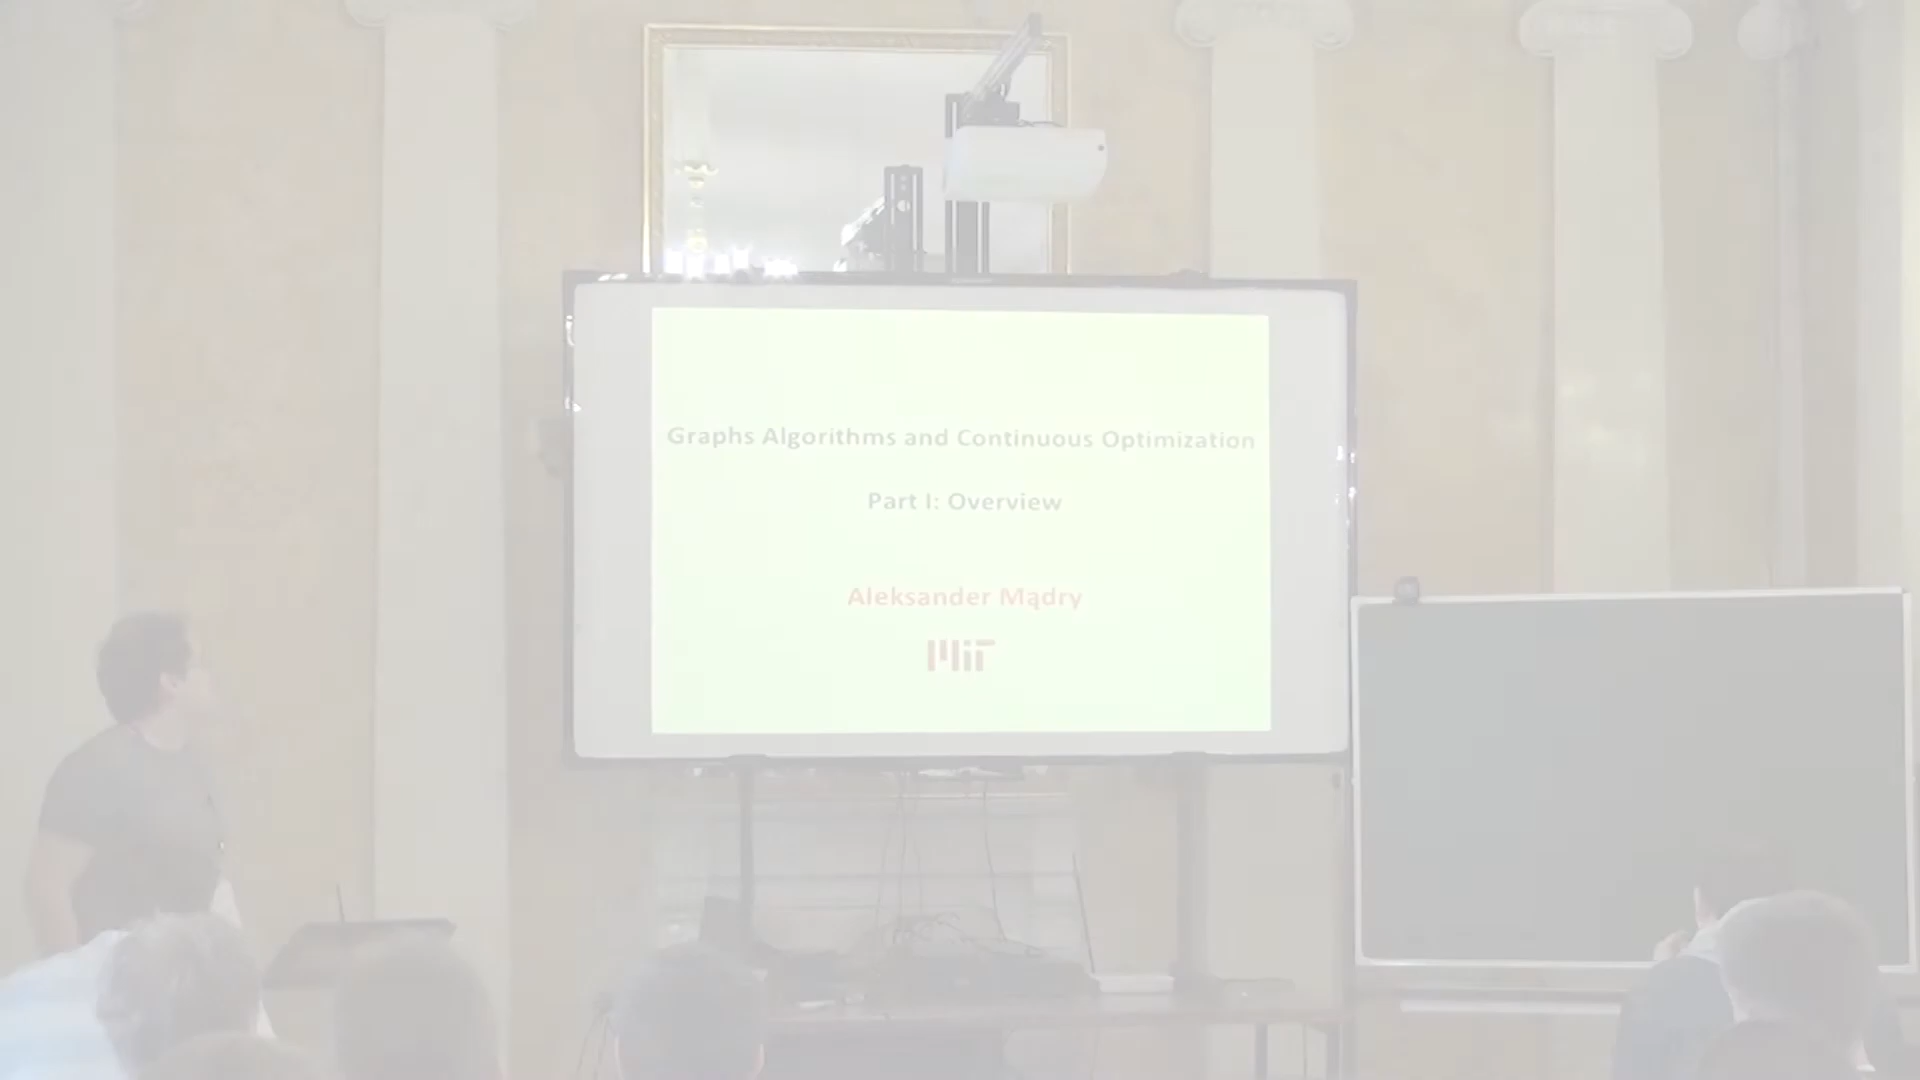 Graphs Algorithms and Continuous Optimization
Part I: Overview
Aleksander Mądry
MIT